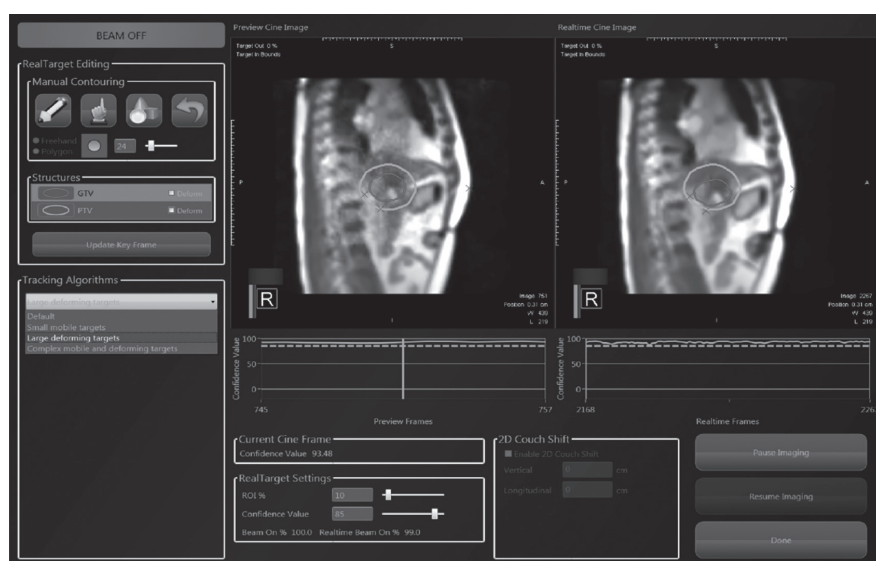 BEAM OFF
RealTarget Editing
Manual Contouring
Freehand
Polygon
24
Structures
GTV
Deform
PTV
Deform
Update Key Frame
Tracking Algorithms
Large deforming targets
Default
Small mobile targets
Large deforming targets
Complex mobile and deforming targets
Preview Cine Image
Target Out 0 %
Target In Bounds
S
P
A
R
I
Image 751
Position 0.31 cm
W 439
L 219
Realtime Cine Image
Target Out 0 %
Target In Bounds
S
P
A
R
I
Image 2267
Position 0.31 cm
W 439
L 219
Confidence Value
100
50
0
745
757
Preview Frames
Confidence Value
100
50
0
2168
226
Realtime Frames
Current Cine Frame
Confidence Value 93.48
RealTarget Settings
ROI %
10
Confidence Value
85
Beam On % 100.0 Realtime Beam On % 99.0
2D Couch Shift
Enable 2D Couch Shift
Vertical
0
cm
Longitudinal
0
cm
Pause Imaging
Resume Imaging
Done